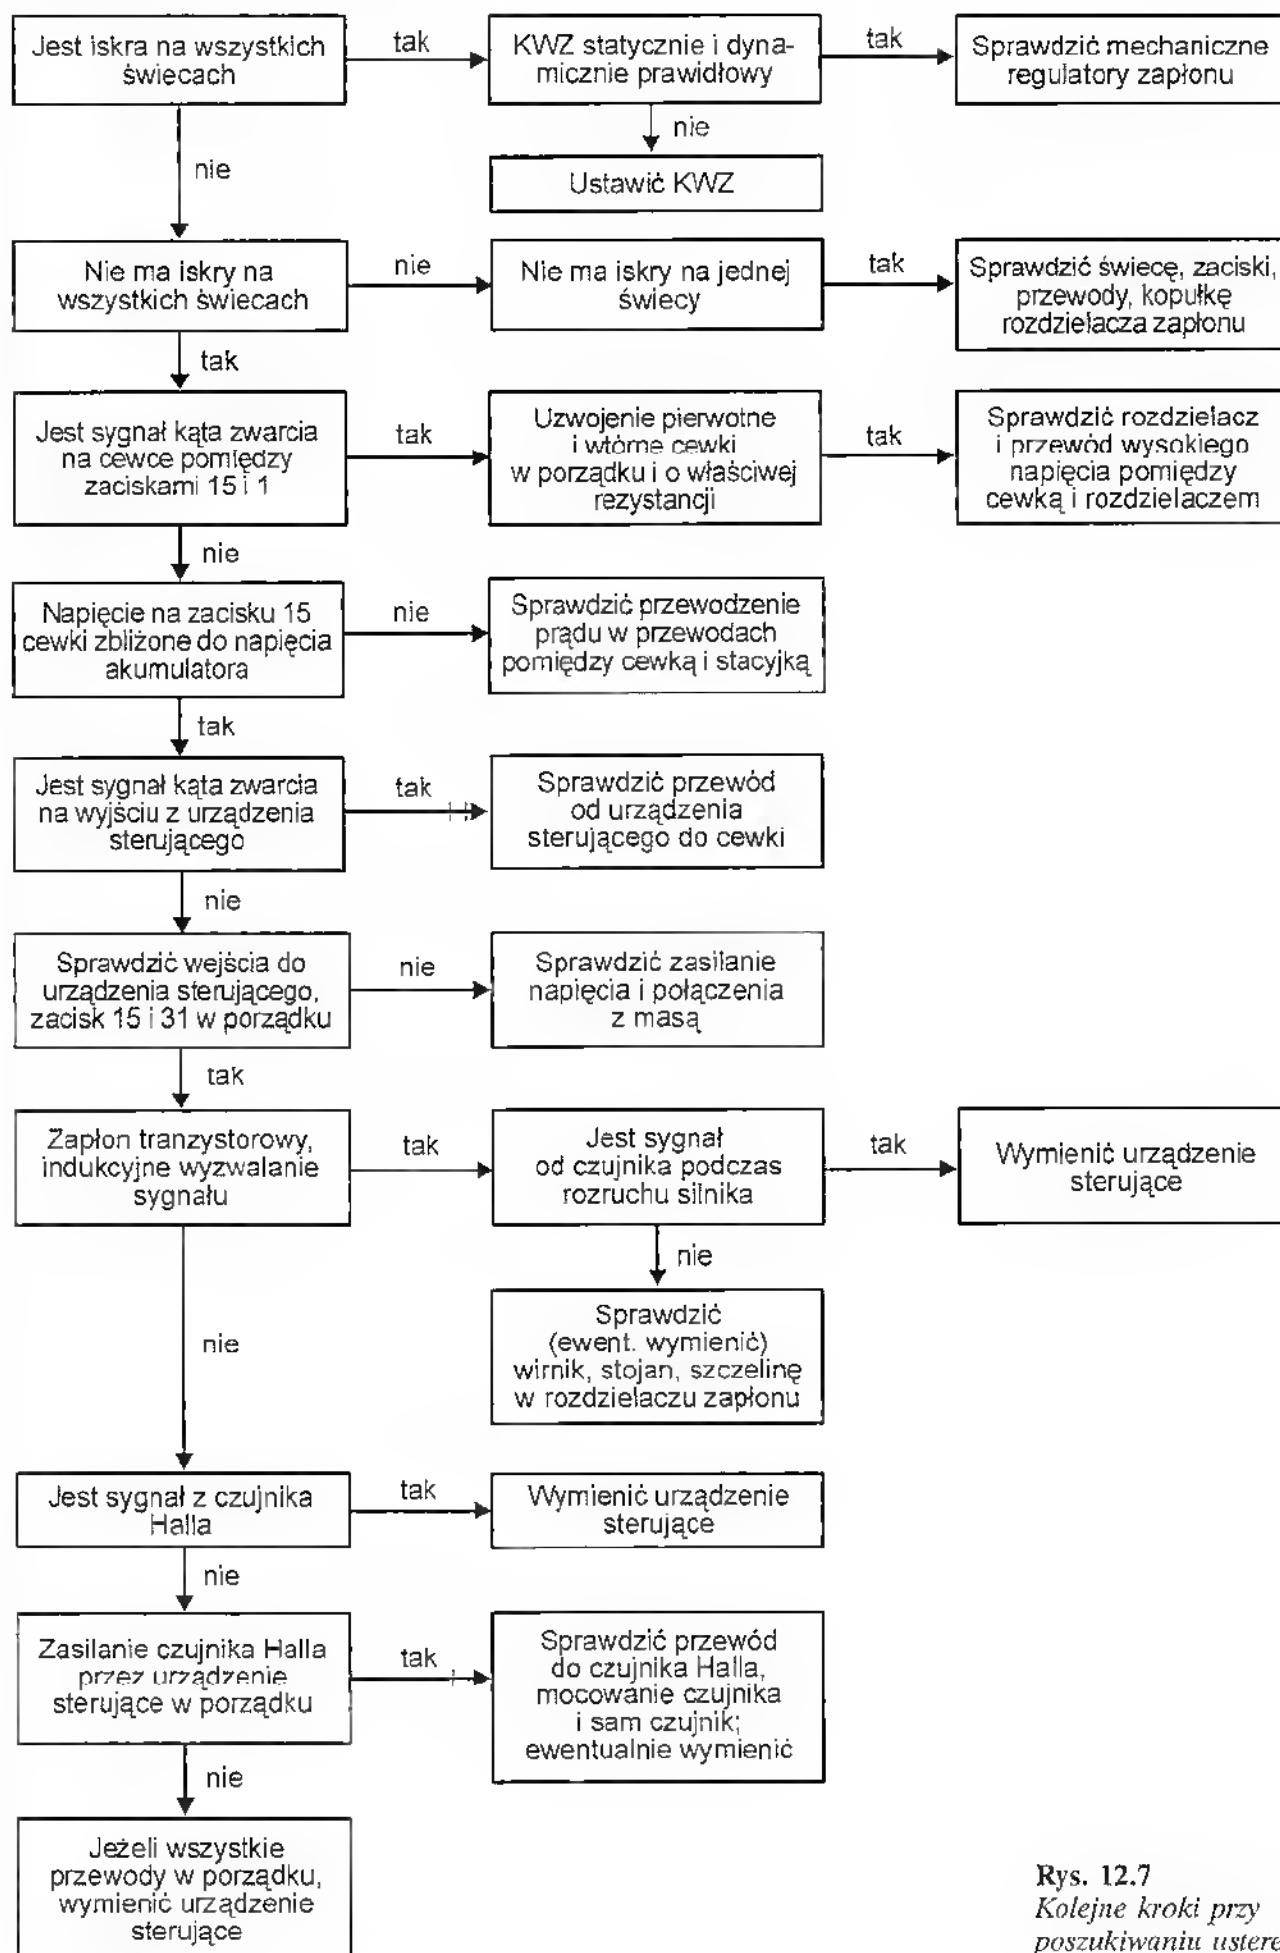 Jest iskra na wszystkich
świecach
tak
KWZ statycznie i dyna-
micznie prawidłowy
tak
Sprawdzić mechaniczne
regulatory zapłonu
nie
nie
Ustawić KWZ
Nie ma iskry na
wszystkich świecach
nie
Nie ma iskry na jednej
świecy
tak
Sprawdzić świecę, zaciski,
przewody, kopułkę
rozdzielacza zapłonu
tak
Jest sygnał kąta zwarcia
na cewce pomiędzy
zaciskami 15 i 1
tak
Uzwojenie pierwotne
i wtórne cewki
w porządku i o właściwej
rezystancji
tak
Sprawdzić rozdzielacz
i przewód wysokiego
napięcia pomiędzy
cewką i rozdzielaczem
nie
Napięcie na zacisku 15
cewki zbliżone do napięcia
akumulatora
nie
Sprawdzić przewodzenie
prądu w przewodach
pomiędzy cewką i stacyjką
tak
Jest sygnał kąta zwarcia
na wyjściu z urządzenia
sterującego
tak
Sprawdzić przewód
od urządzenia
sterującego do cewki
nie
Sprawdzić wejścia do
urządzenia sterującego,
zacisk 15 i 31 w porządku
nie
Sprawdzić zasilanie
napięcia i połączenia
z masą
tak
Zapłon tranzystorowy,
indukcyjne wyzwalanie
sygnału
tak
Jest sygnał
od czujnika podczas
rozruchu silnika
tak
Wymienić urządzenie
sterujące
nie
Sprawdzić
(ewent. wymienić)
wirnik, stojan, szczelinę
w rozdzielaczu zapłonu
nie
Jest sygnał z czujnika
Halla
tak
Wymienić urządzenie
sterujące
nie
Zasilanie czujnika Halla
przez urządzenie
sterujące w porządku
tak
Sprawdzić przewód
do czujnika Halla,
mocowanie czujnika
i sam czujnik;
ewentualnie wymienić
nie
Jeżeli wszystkie
przewody w porządku,
wymienić urządzenie
sterujące
Rys. 12.7
Kolejne kroki przy
poszukiwaniu ustere